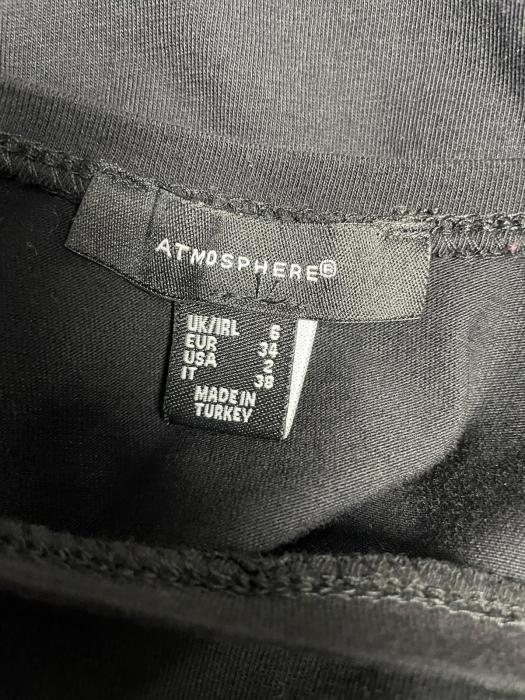 ATMOSPHERE®
UK/IRL 6
EUR 34
USA 2
IT 38
MADE IN
TURKEY